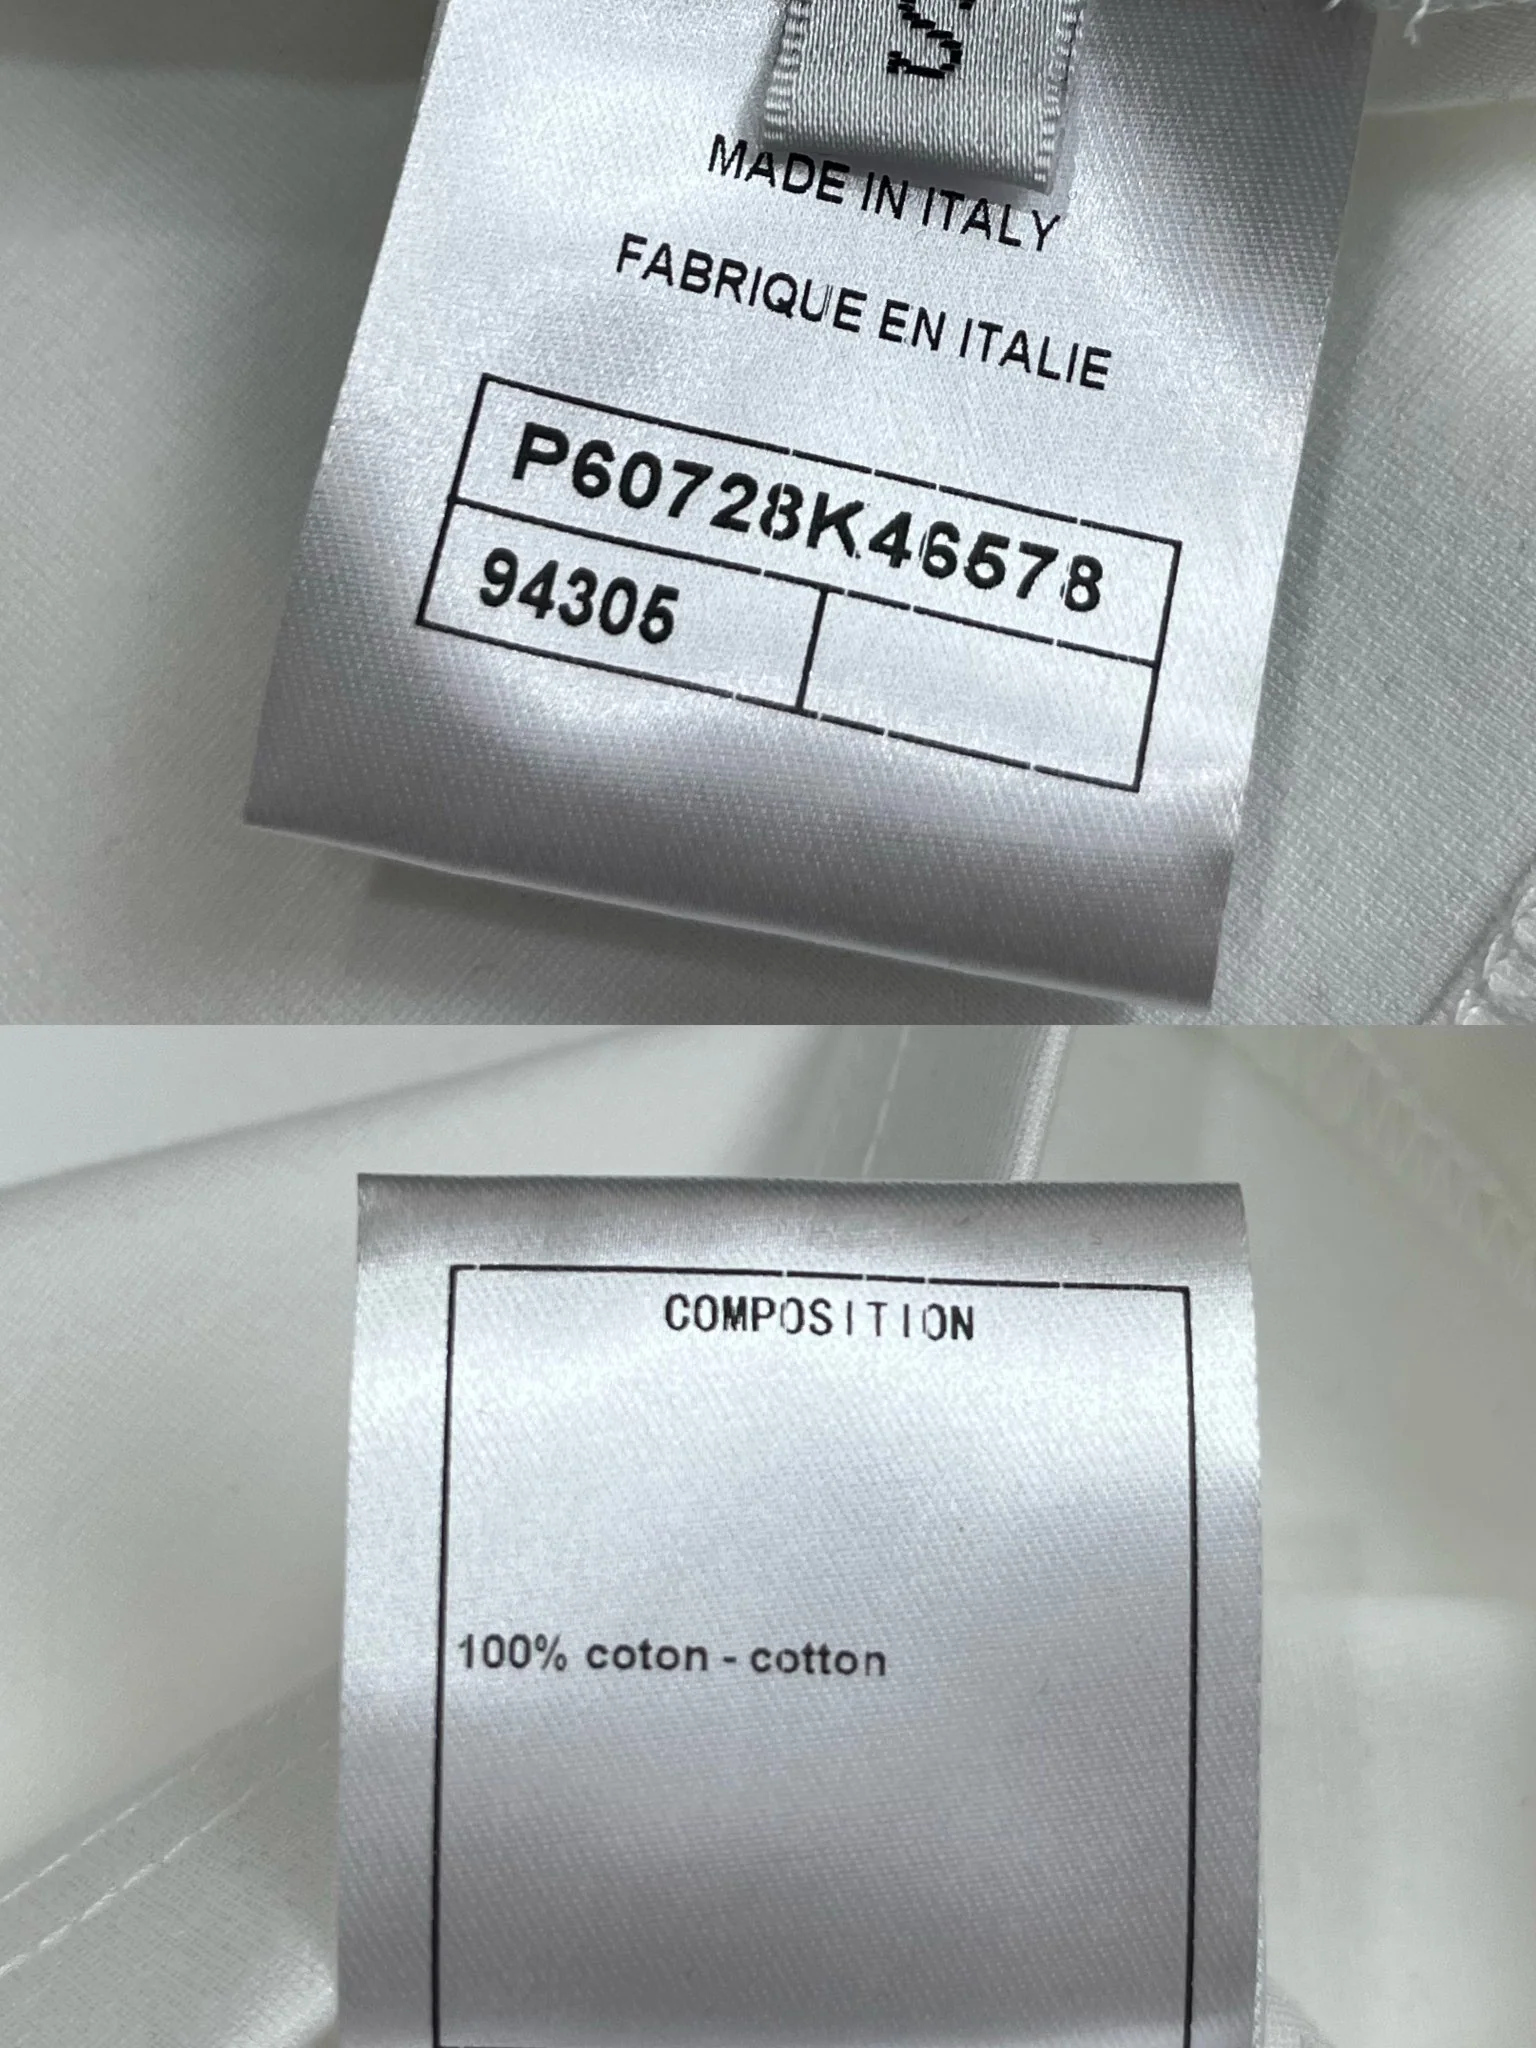 S
MADE IN ITALY
FABRIQUE EN ITALIE
P60728K46578
94305
COMPOSITION
100% coton - cotton